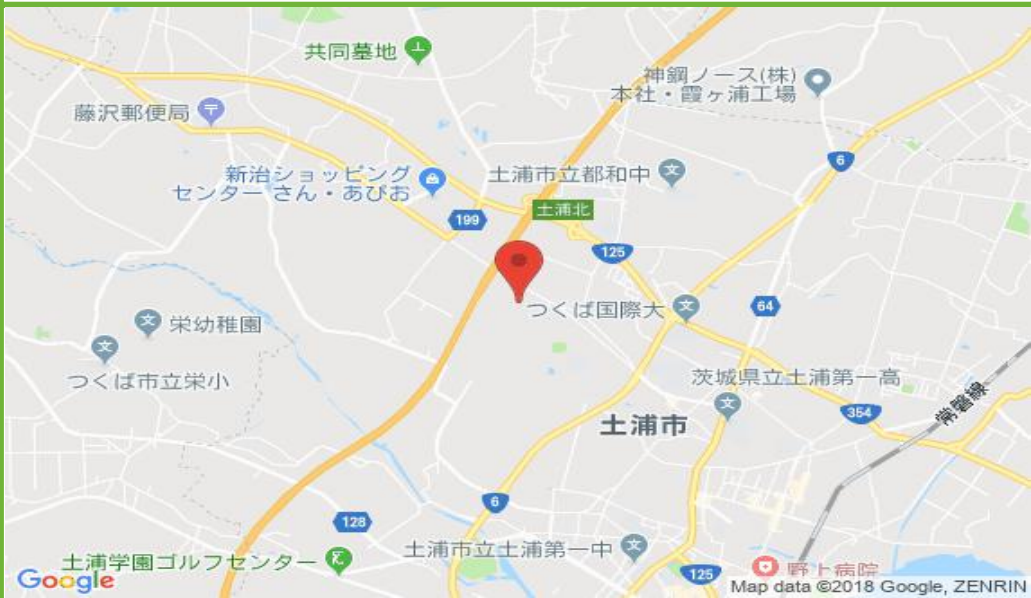 共同墓地
神鋼ノース(株)
本社・霞ヶ浦工場
藤沢郵便局
6
新治ショッピング
センター さん・あぴお
土浦市立都和中
199
土浦北
125
つくば国際大
64
栄幼稚園
つくば市立栄小
茨城県立土浦第一高
常磐線
354
土浦市
6
128
土浦市立土浦第一中
土浦学園ゴルフセンター
125
野上病院
Google
Map data ©2018 Google, ZENRIN